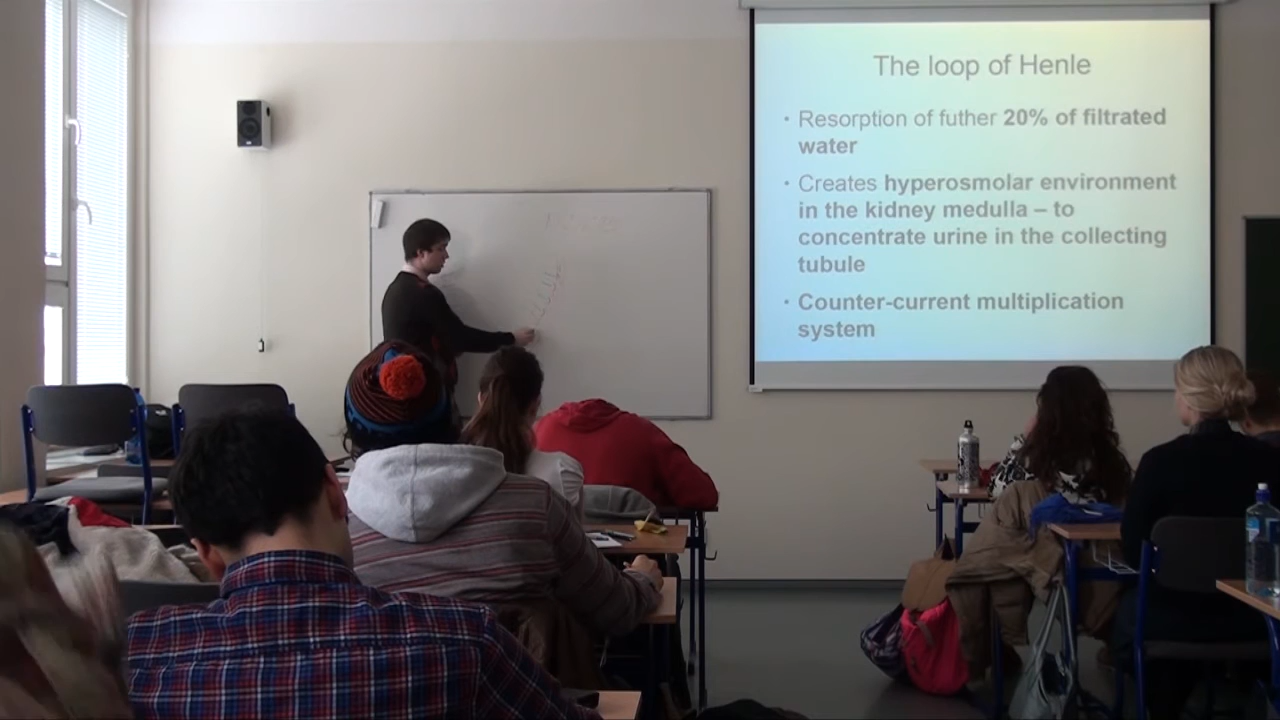 The loop of Henle
• Resorption of futher 20% of filtrated
water
• Creates hyperosmolar environment
in the kidney medulla – to
concentrate urine in the collecting
tubule
• Counter-current multiplication
system